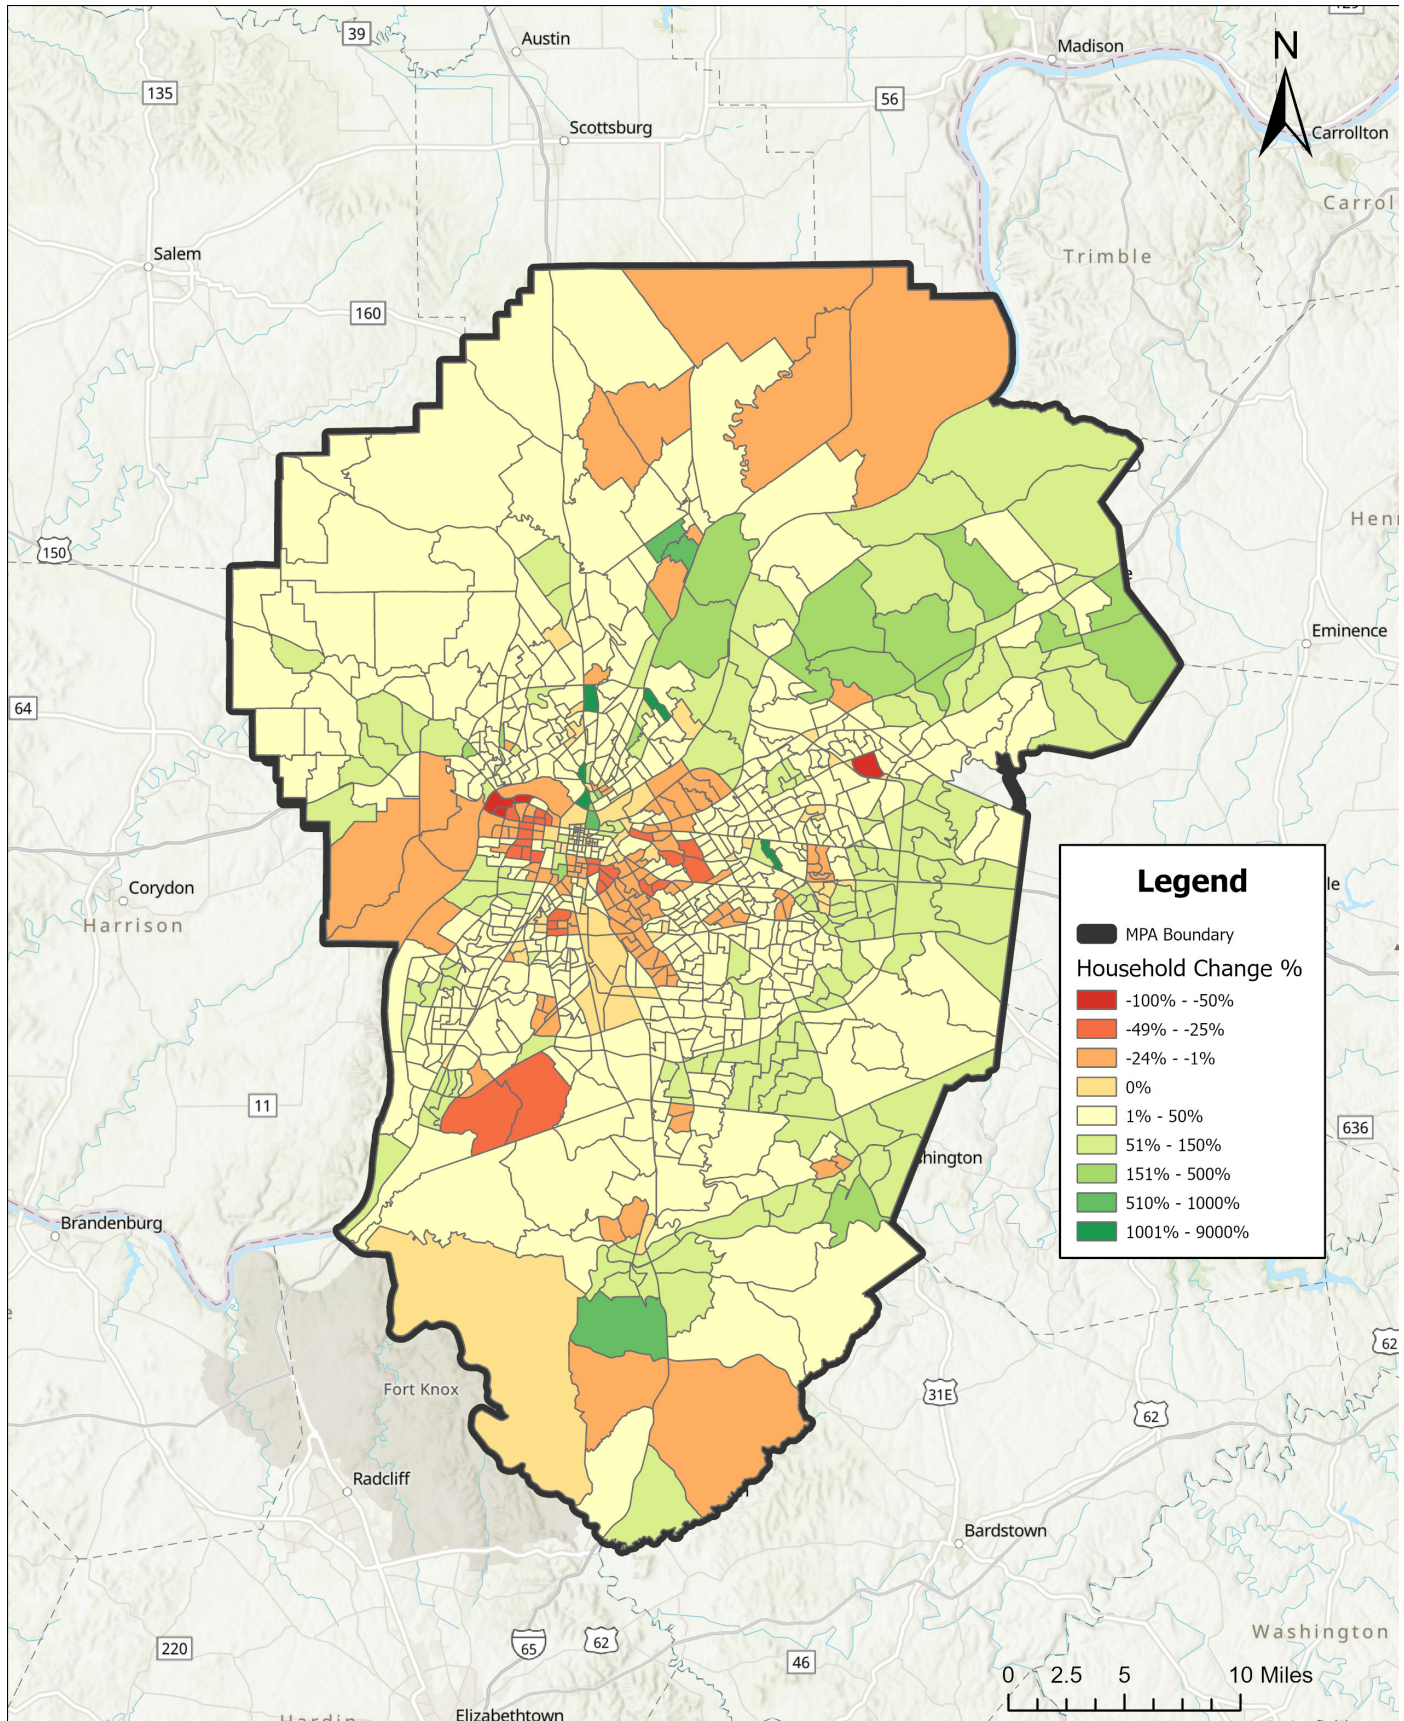 129
39
Austin
Madison
N
135
56
Scottsburg
Carrollton
Carrol
Salem
Trimble
160
Henr
150
e
Eminence
64
Corydon
Harrison
le
Legend
MPA Boundary
Household Change %
-100% - -50%
-49% - -25%
-24% - -1%
0%
1% - 50%
51% - 150%
151% - 500%
510% - 1000%
1001% - 9000%
11
636
hington
Brandenburg
e
62
Fort Knox
31E
62
Radcliff
n
Bardstown
Washington
220
65
62
46
0 2.5 5 10 Miles
Hardin
Elizabethtown